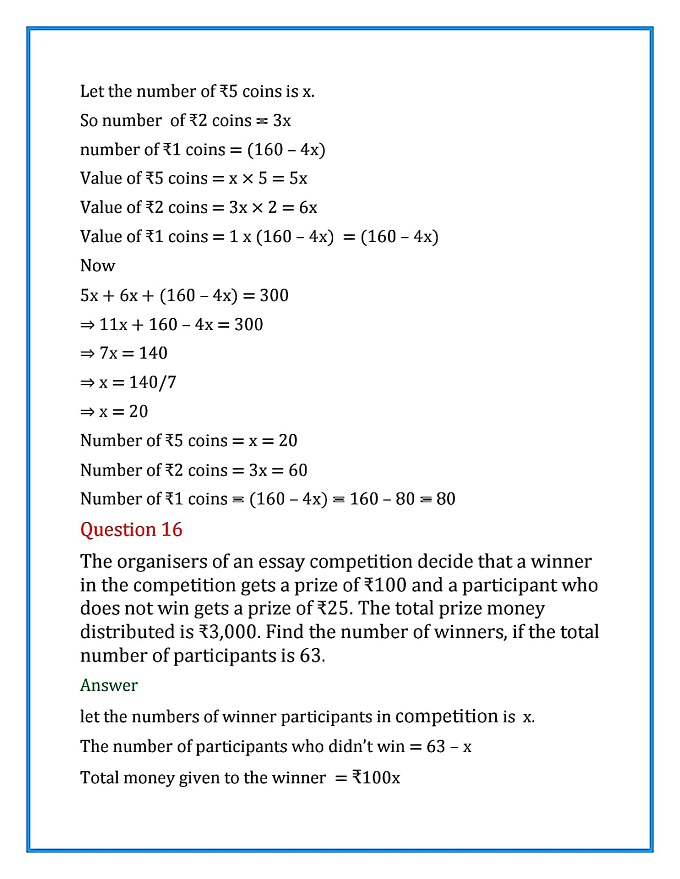 Let the number of ₹5 coins is x.
So number of ₹2 coins = 3x
number of ₹1 coins = (160 – 4x)
Value of ₹5 coins = x × 5 = 5x
Value of ₹2 coins = 3x × 2 = 6x
Value of ₹1 coins = 1 x (160 – 4x) = (160 – 4x)
Now
5x + 6x + (160 – 4x) = 300
⇒ 11x + 160 – 4x = 300
⇒ 7x = 140
⇒ x = 140/7
⇒ x = 20
Number of ₹5 coins = x = 20
Number of ₹2 coins = 3x = 60
Number of ₹1 coins = (160 – 4x) = 160 – 80 = 80
Question 16
The organisers of an essay competition decide that a winner
in the competition gets a prize of ₹100 and a participant who
does not win gets a prize of ₹25. The total prize money
distributed is ₹3,000. Find the number of winners, if the total
number of participants is 63.
Answer
let the numbers of winner participants in competition is x.
The number of participants who didn’t win = 63 – x
Total money given to the winner = ₹100x